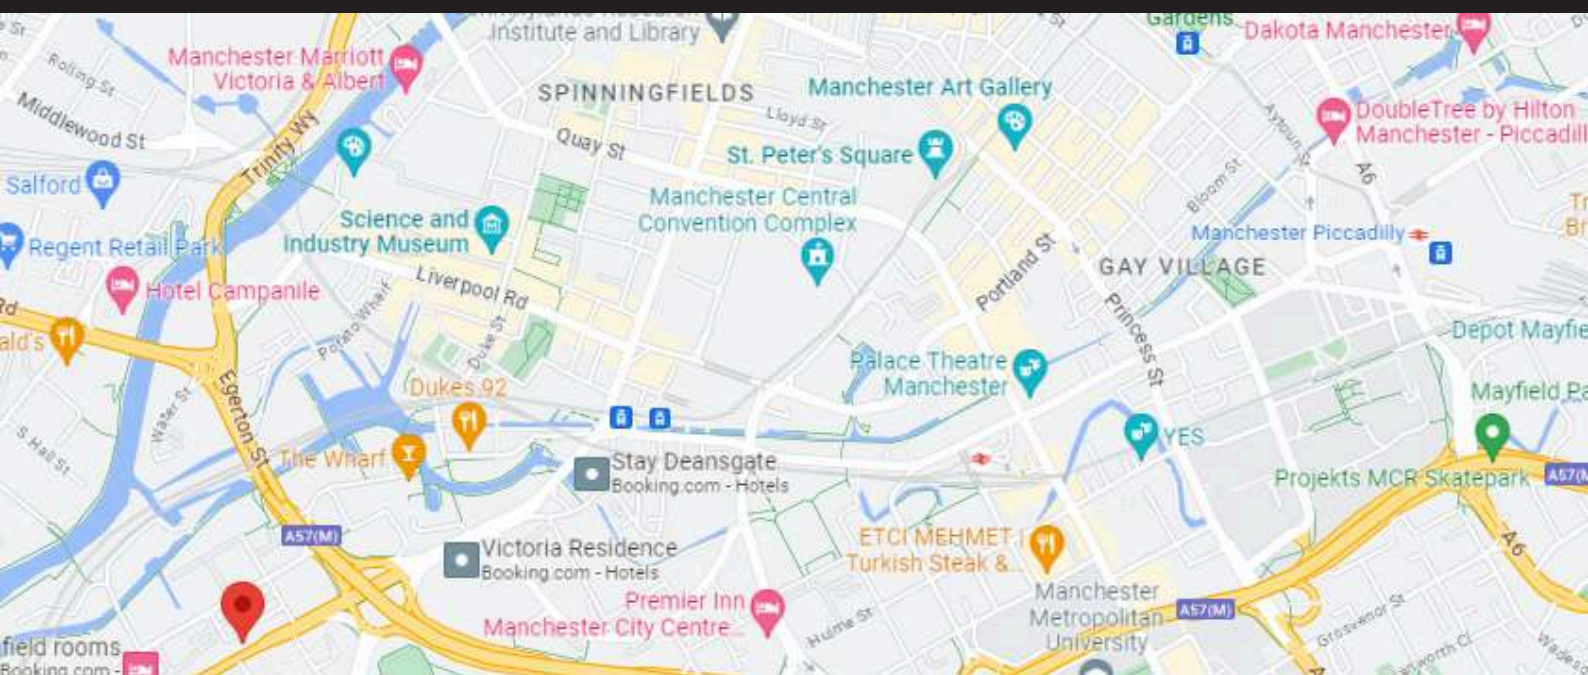 Institute and Library
Gardens
Dakota Manchester
Manchester Marriott
Victoria & Albert
Rolling St
SPINNINGFIELDS
Manchester Art Gallery
Middlewood St
Trinity Wy
Lloyd St
Quay St
St. Peter's Square
Aytoun St
DoubleTree by Hilton
Manchester - Piccadill
A6
Bloom St
Salford
Manchester Central
Convention Complex
Science and
Industry Museum
Regent Retail Park
Manchester Piccadilly
GAY VILLAGE
Portland St
Princess St
Hotel Campanile
Liverpool Rd
Potato Wharf
Duke St
Rd
ald's
Depot Mayfie
Palace Theatre
Manchester
Dukes 92
Mayfield Pa
Egerton St
Water St
S Hall St
The Wharf
YES
Stay Deansgate
Booking.com - Hotels
Projekts MCR Skatepark
A57(M)
A57(M)
ETCI MEHMET |
Turkish Steak &...
A6
Victoria Residence
Booking.com - Hotels
Premier Inn
Manchester City Centre...
Hulme St
Manchester
Metropolitan
University
A57(M)
Grosvenor St
field rooms
Booking.com -